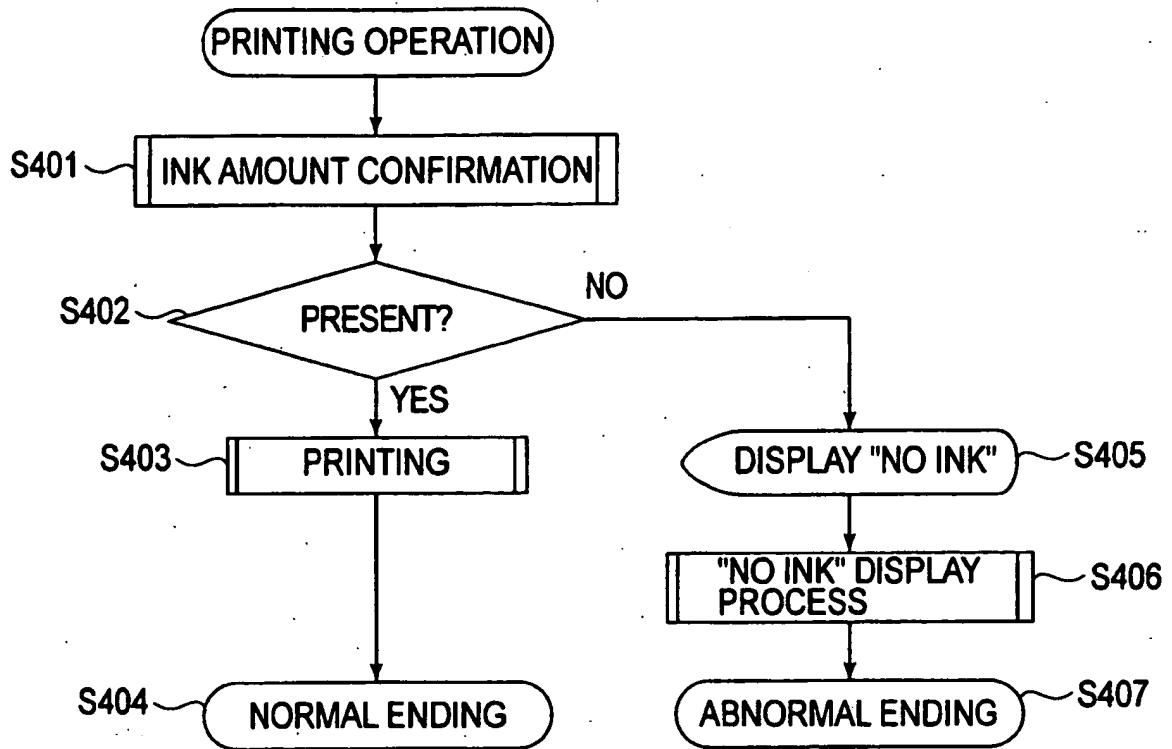 PRINTING OPERATION
S401
INK AMOUNT CONFIRMATION
S402
PRESENT?
NO
YES
S403
PRINTING
DISPLAY "NO INK"
S405
"NO INK" DISPLAY
PROCESS
S406
S404
NORMAL ENDING
ABNORMAL ENDING
S407